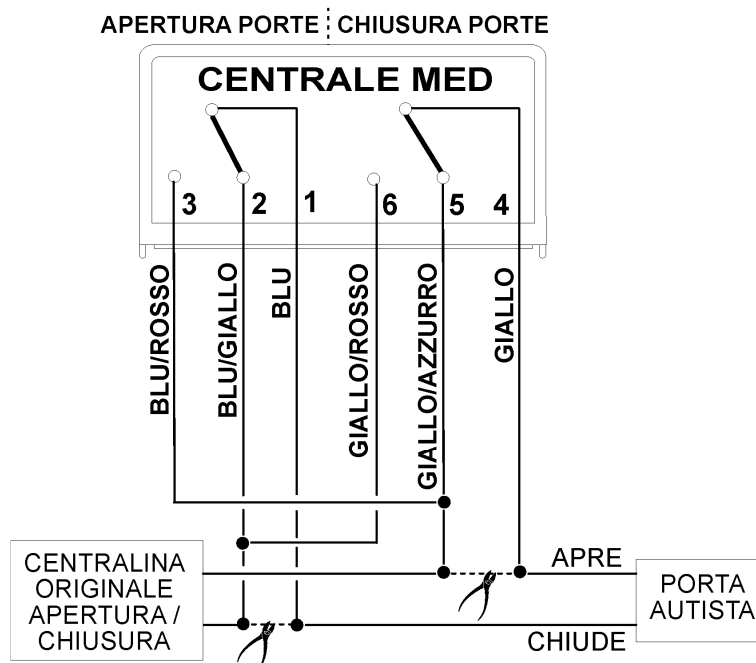 APERTURA PORTE CHIUSURA PORTE
CENTRALE MED
3 2 1 6 5 4
BLU/ROSSO
BLU/GIALLO
BLU
GIALLO/ROSSO
GIALLO/AZZURRO
GIALLO
CENTRALINA
ORIGINALE
APERTURA /
CHIUSURA
APRE
CHIUDE
PORTA
AUTISTA